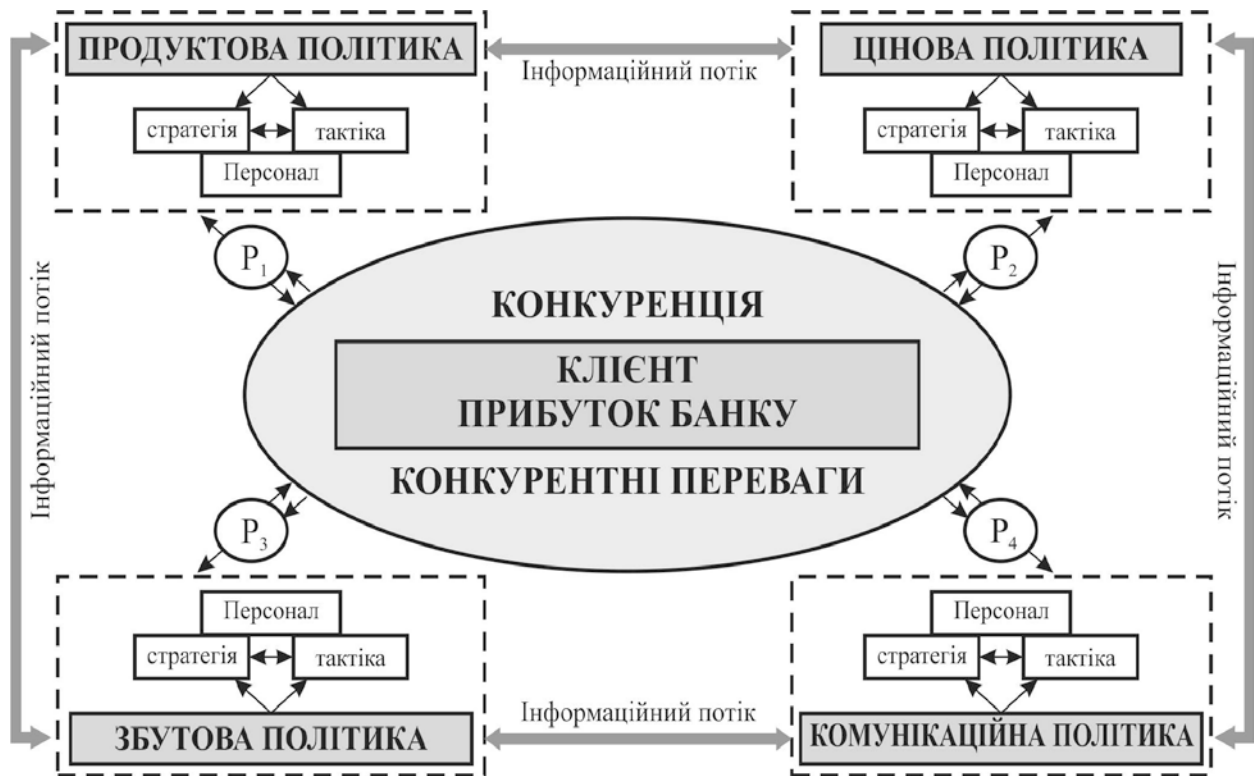 ПРОДУКТОВА ПОЛІТИКА
ЦІНОВА ПОЛІТИКА
Інформаційний потік
стратегія
тактіка
Персонал
стратегія
тактіка
Персонал
P1
P2
Інформаційний потік
Інформаційний потік
КОНКУРЕНЦІЯ
КЛІЄНТ
ПРИБУТОК БАНКУ
КОНКУРЕНТНІ ПЕРЕВАГИ
P3
P4
Персонал
стратегія
тактіка
Персонал
стратегія
тактіка
Інформаційний потік
ЗБУТОВА ПОЛІТИКА
КОМУНІКАЦІЙНА ПОЛІТИКА